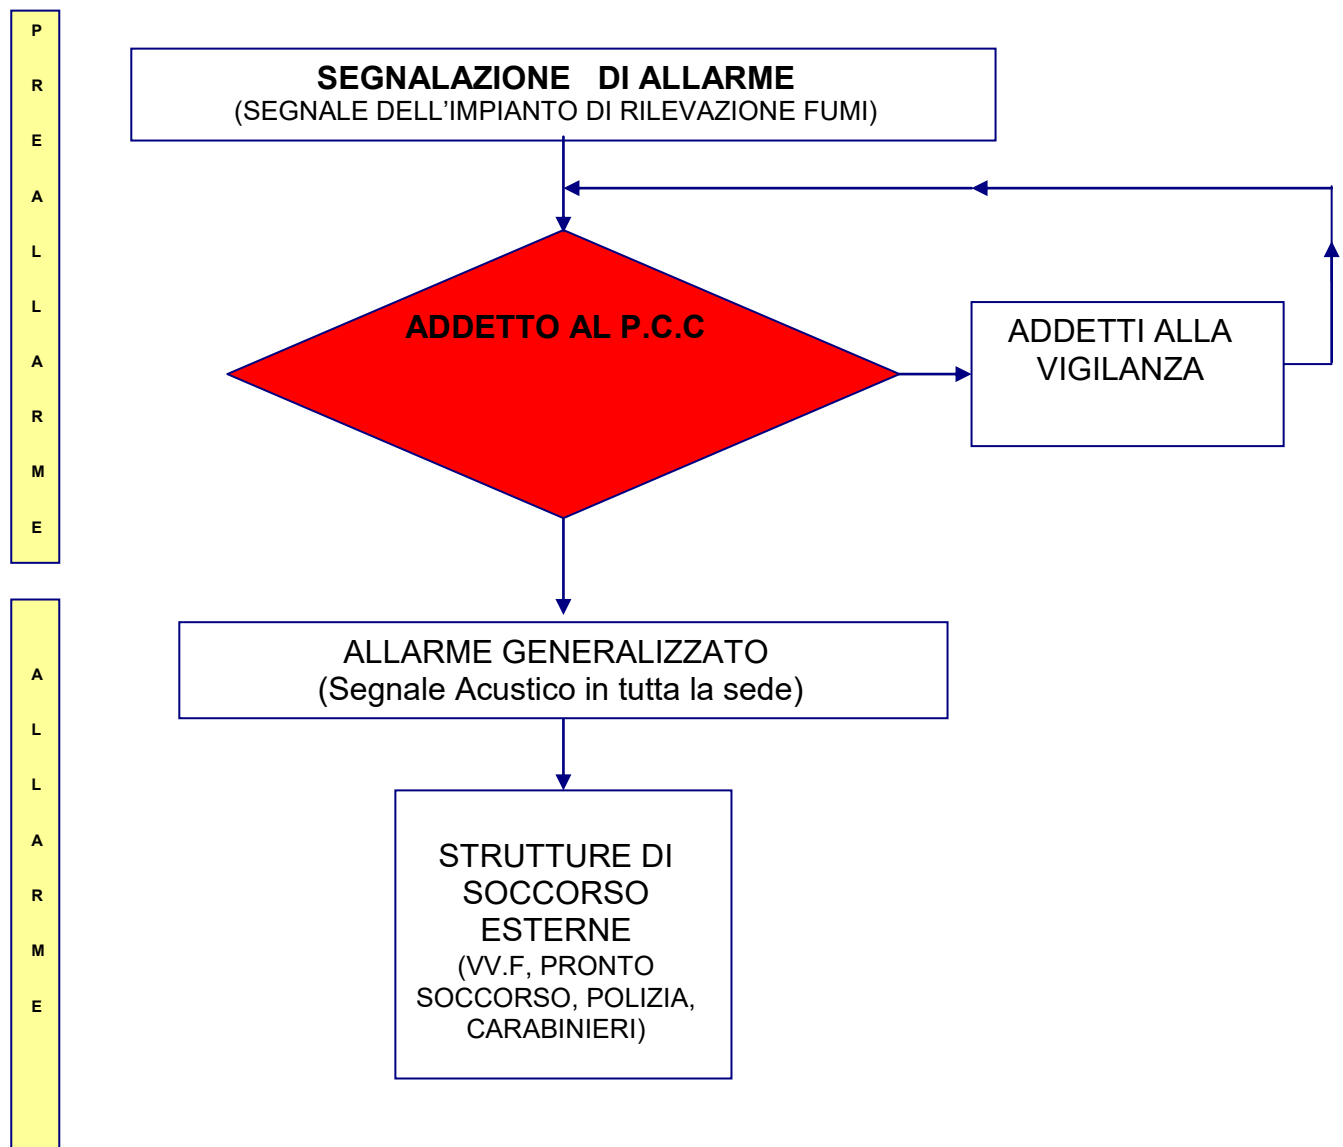 PREALLARME
SEGNALAZIONE DI ALLARME
(SEGNALE DELL'IMPIANTO DI RILEVAZIONE FUMI)
ADDETTO AL P.C.C
ADDETTI ALLA
VIGILANZA
ALLARME
ALLARME GENERALIZZATO
(Segnale Acustico in tutta la sede)
STRUTTURE DI
SOCCORSO
ESTERNE
(VV.F, PRONTO
SOCCORSO, POLIZIA,
CARABINIERI)